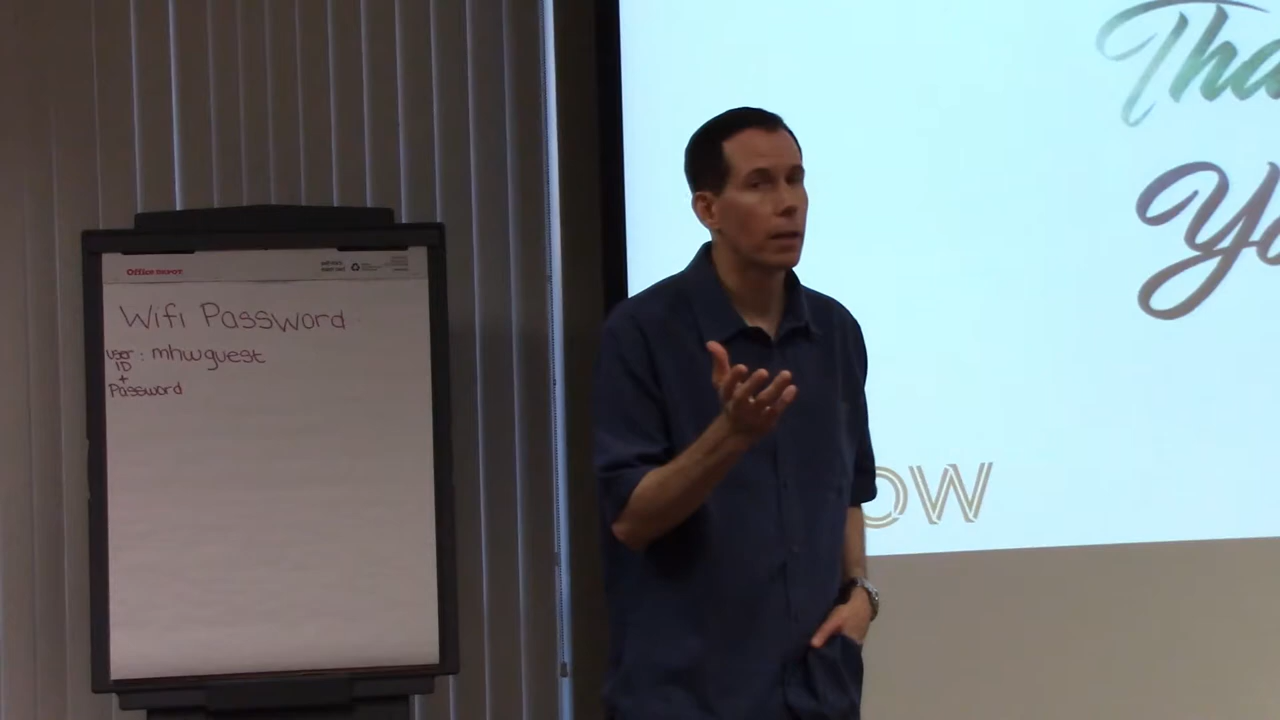 Office DEPOT
Wifi Password
user : mhwguest
ID
+
Password
Tha
Yo
OW